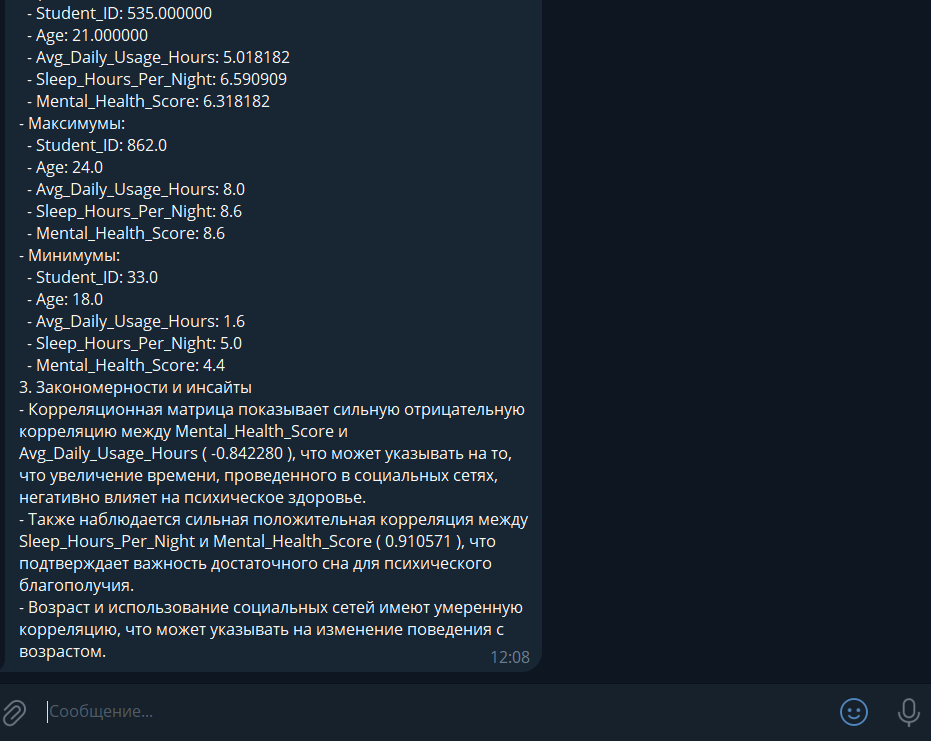 - Student_ID: 535.000000
- Age: 21.000000
- Avg_Daily_Usage_Hours: 5.018182
- Sleep_Hours_Per_Night: 6.590909
- Mental_Health_Score: 6.318182
- Максимумы:
- Student_ID: 862.0
- Age: 24.0
- Avg_Daily_Usage_Hours: 8.0
- Sleep_Hours_Per_Night: 8.6
- Mental_Health_Score: 8.6
- Минимумы:
- Student_ID: 33.0
- Age: 18.0
- Avg_Daily_Usage_Hours: 1.6
- Sleep_Hours_Per_Night: 5.0
- Mental_Health_Score: 4.4
3. Закономерности и инсайты
- Корреляционная матрица показывает сильную отрицательную
корреляцию между Mental_Health_Score и
Avg_Daily_Usage_Hours ( -0.842280 ), что может указывать на то,
что увеличение времени, проведенного в социальных сетях,
негативно влияет на психическое здоровье.
- Также наблюдается сильная положительная корреляция между
Sleep_Hours_Per_Night и Mental_Health_Score ( 0.910571 ), что
подтверждает важность достаточного сна для психического
благополучия.
- Возраст и использование социальных сетей имеют умеренную
корреляцию, что может указывать на изменение поведения с
возрастом.
12:08
Сообщение...